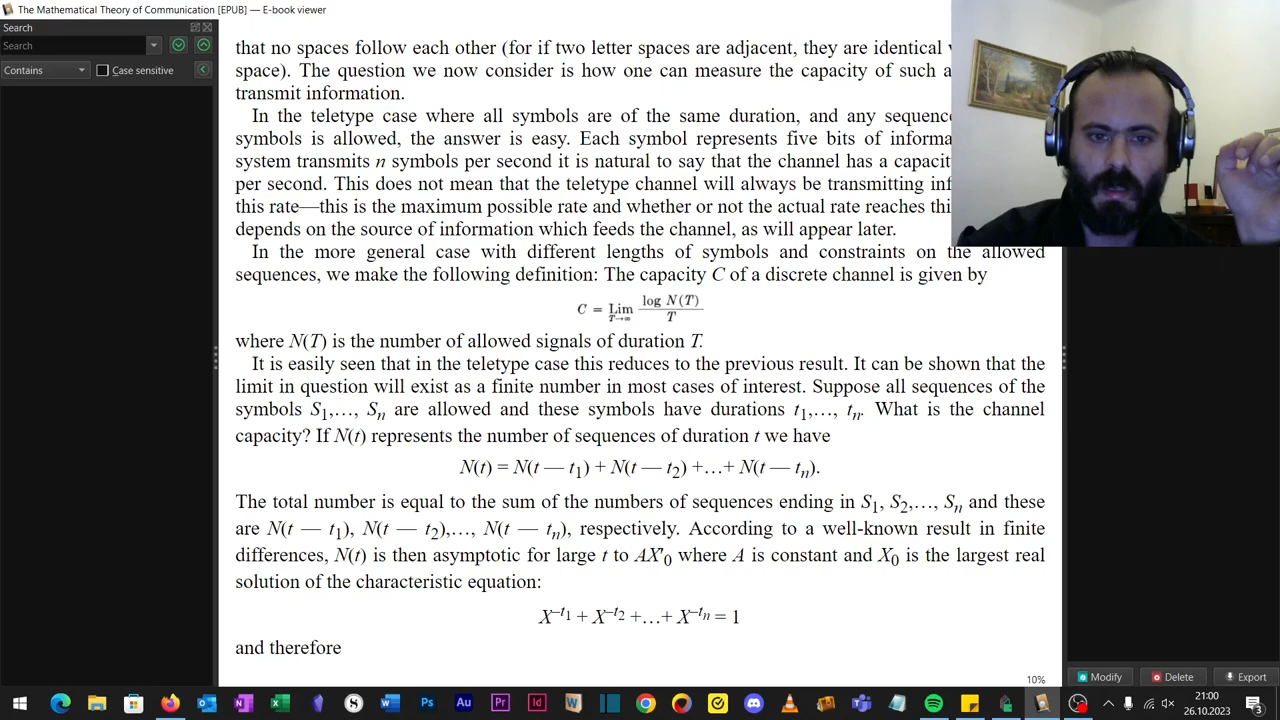 The Mathematical Theory of Communication [EPUB] — E-book viewer
Search
Search
Contains
Case sensitive
that no spaces follow each other (for if two letter spaces are adjacent, they are identical
space). The question we now consider is how one can measure the capacity of such a
transmit information.
In the teletype case where all symbols are of the same duration, and any
symbols is allowed, the answer is easy. Each symbol represents five bits of
system transmits n symbols per second it is natural to say that the channel has a
per second. This does not mean that the teletype channel will always be transmitting
this rate—this is the maximum possible rate and whether or not the actual rate reaches
depends on the source of information which feeds the channel, as will appear later.
In the more general case with different lengths of symbols and constraints on the allowed
sequences, we make the following definition: The capacity C of a discrete channel is given by
C = Lim T→∞ log N(T) / T
where N(T) is the number of allowed signals of duration T.
It is easily seen that in the teletype case this reduces to the previous result. It can be shown that the
limit in question will exist as a finite number in most cases of interest. Suppose all sequences of the
symbols S1,…, Sn are allowed and these symbols have durations t1,…, tn. What is the channel
capacity? If N(t) represents the number of sequences of duration t we have
N(t) = N(t — t1) + N(t — t2) +…+ N(t — tn).
The total number is equal to the sum of the numbers of sequences ending in S1, S2,…, Sn and these
are N(t — t1), N(t — t2),…, N(t — tn), respectively. According to a well-known result in finite
differences, N(t) is then asymptotic for large t to AX^t_0 where A is constant and X0 is the largest real
solution of the characteristic equation:
X^–t1 + X^–t2 +…+ X^–tn = 1
and therefore
10%
Modify
Delete
Export
21:00
26.10.2023